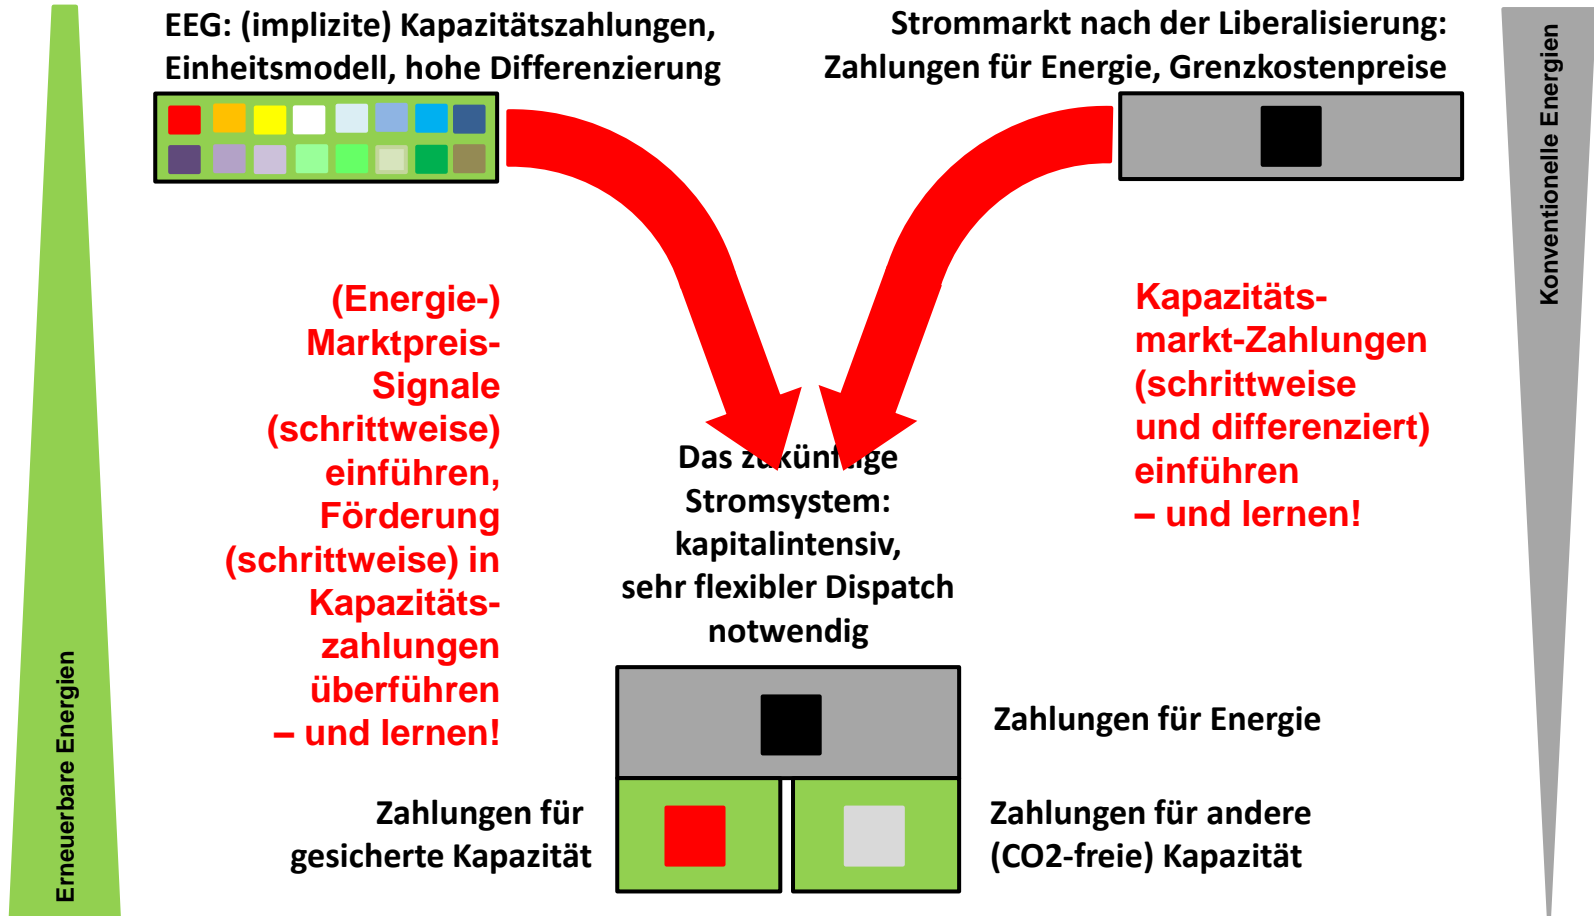 EEG: (implizite) Kapazitätszahlungen,
Einheitsmodell, hohe Differenzierung
Strommarkt nach der Liberalisierung:
Zahlungen für Energie, Grenzkostenpreise
Konventionelle Energien
(Energie-)
Marktpreis-
Signale
(schrittweise)
einführen,
Förderung
(schrittweise) in
Kapazitäts-
zahlungen
überführen
– und lernen!
Kapazitäts-
markt-Zahlungen
(schrittweise
und differenziert)
einführen
– und lernen!
Das zukünftige
Stromsystem:
kapitalintensiv,
sehr flexibler Dispatch
notwendig
Erneuerbare Energien
Zahlungen für Energie
Zahlungen für
gesicherte Kapazität
Zahlungen für andere
(CO2-freie) Kapazität